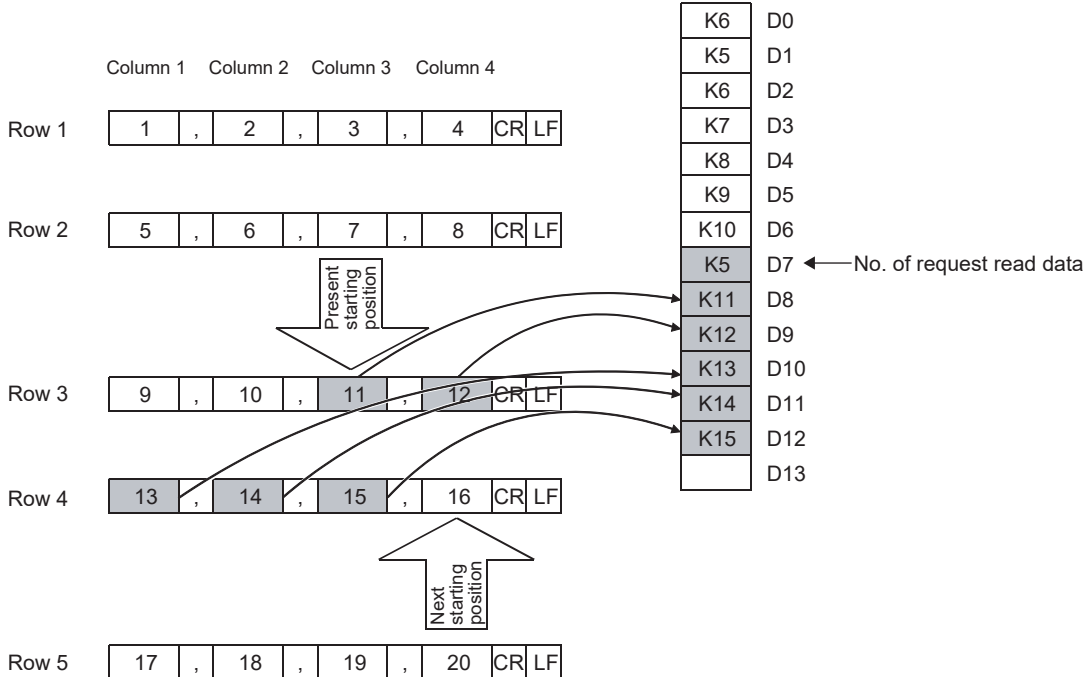 Column 1 Column 2 Column 3 Column 4
Row 1 1 , 2 , 3 , 4 CR LF
Row 2 5 , 6 , 7 , 8 CR LF
Present
starting
position
Row 3 9 , 10 , 11 , 12 CR LF
Row 4 13 , 14 , 15 , 16 CR LF
Next
starting
position
Row 5 17 , 18 , 19 , 20 CR LF
K6 D0
K5 D1
K6 D2
K7 D3
K8 D4
K9 D5
K10 D6
K5 D7 No. of request read data
K11 D8
K12 D9
K13 D10
K14 D11
K15 D12
D13